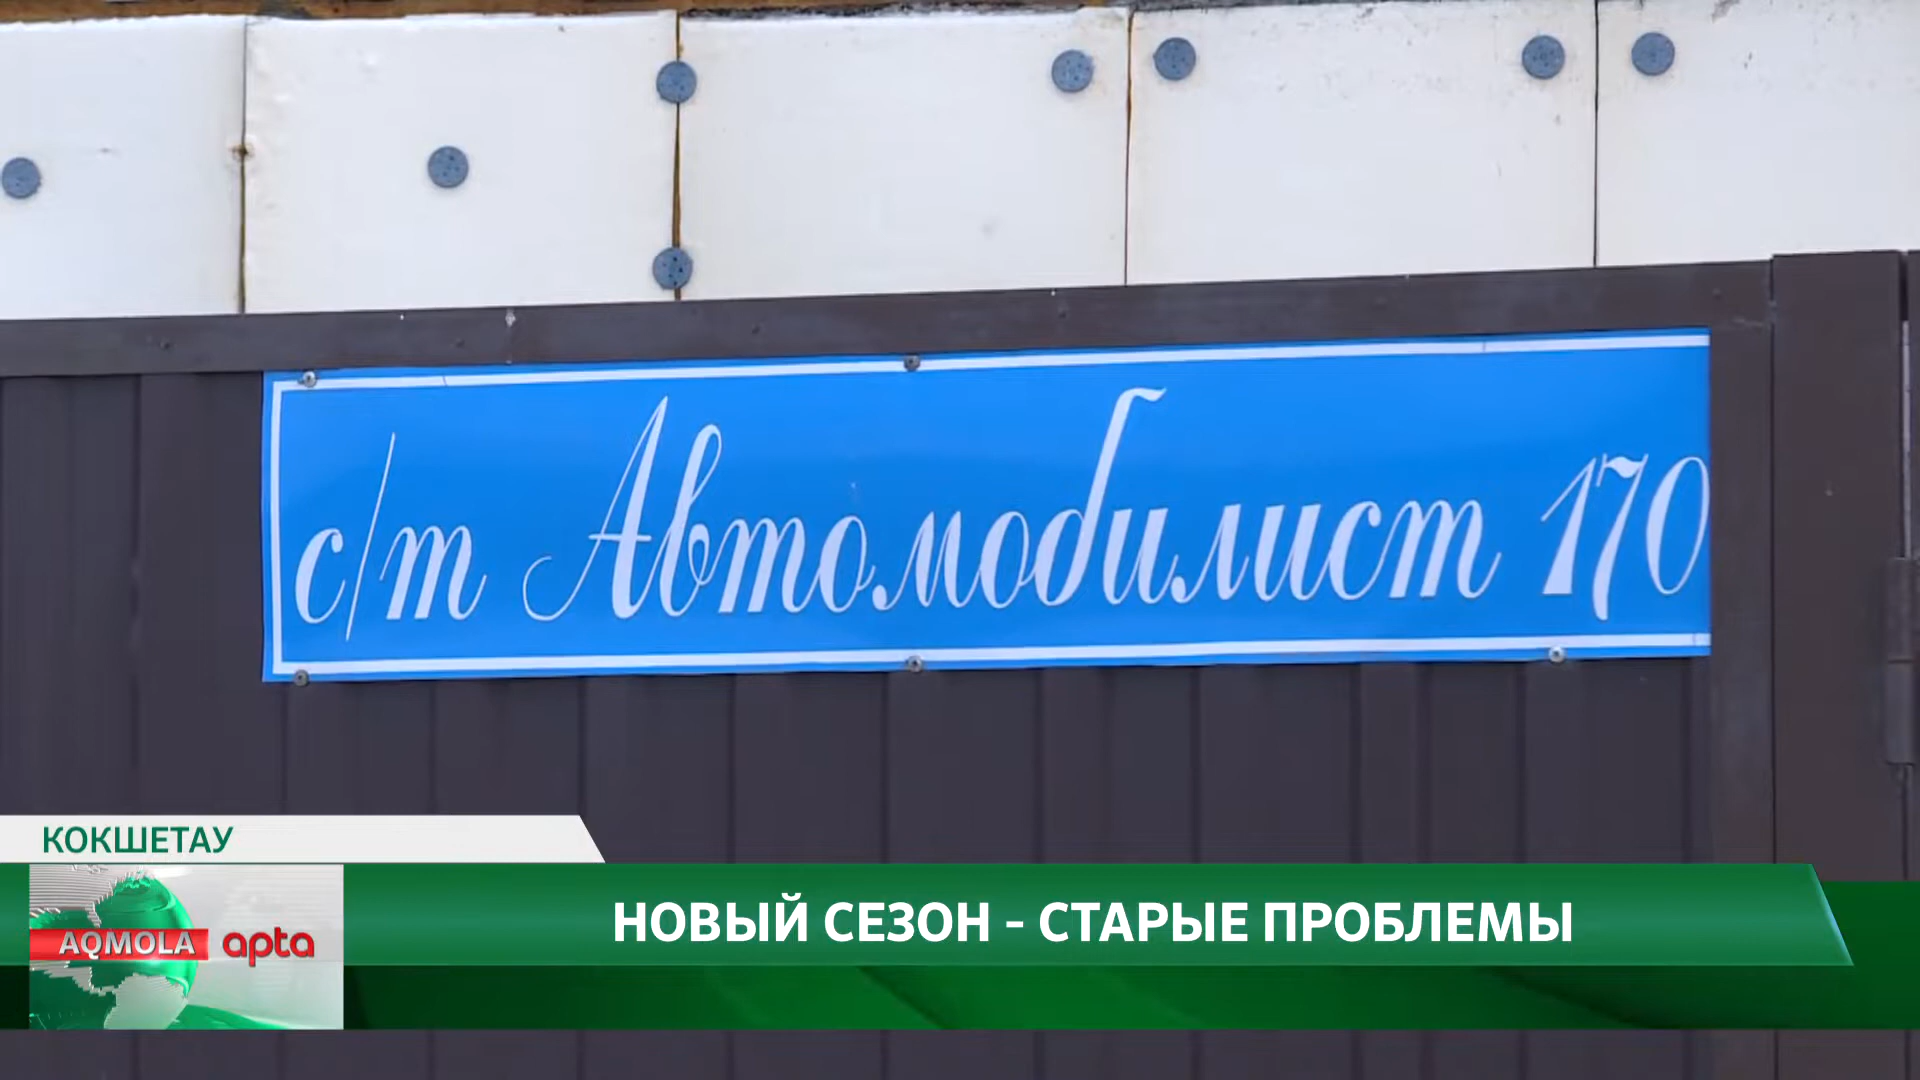 с/т Автомобилист 170
КОКШЕТАУ
НОВЫЙ СЕЗОН - СТАРЫЕ ПРОБЛЕМЫ
AQMOLA apta